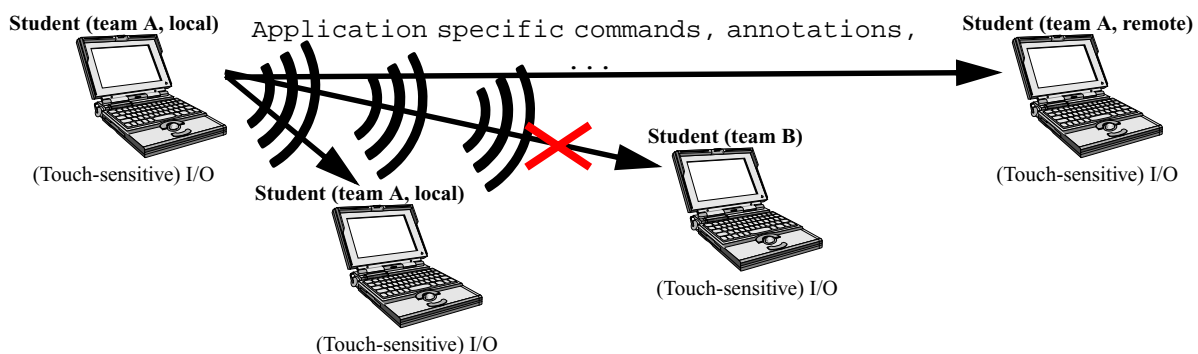 Student (team A, local)
Application specific commands, annotations,
...
Student (team A, remote)
(Touch-sensitive) I/O
Student (team A, local)
(Touch-sensitive) I/O
Student (team B)
(Touch-sensitive) I/O
(Touch-sensitive) I/O